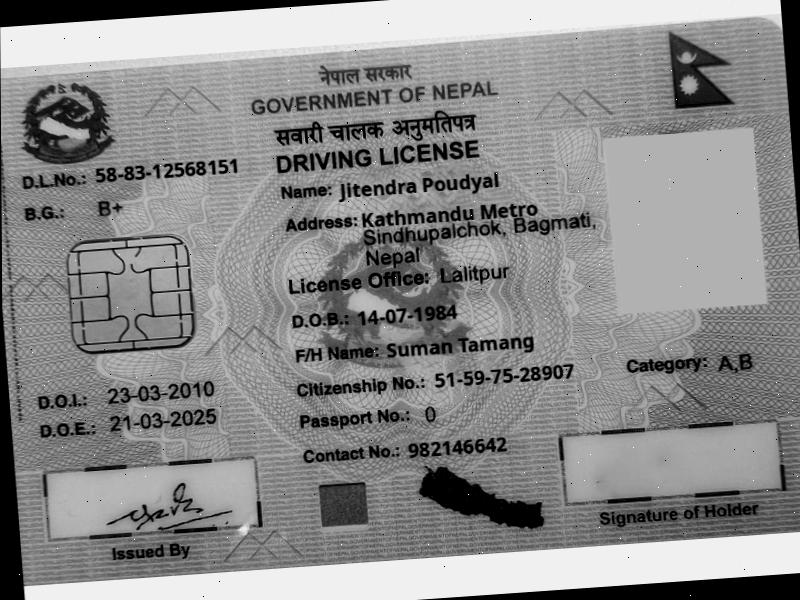 नेपाल सरकार
GOVERNMENT OF NEPAL
सवारी चालक अनुमतिपत्र
DRIVING LICENSE
D.L.No.: 58-83-12568151
B.G.: B+
Name: Jitendra Poudyal
Address: Kathmandu Metro
Sindhupalchok, Bagmati,
Nepal
License Office: Lalitpur
D.O.B.: 14-07-1984
F/H Name: Suman Tamang
Citizenship No.: 51-59-75-28907
Category: A,B
D.O.I.: 23-03-2010
Passport No.: 0
D.O.E.: 21-03-2025
Contact No.: 982146642
Issued By
Signature of Holder